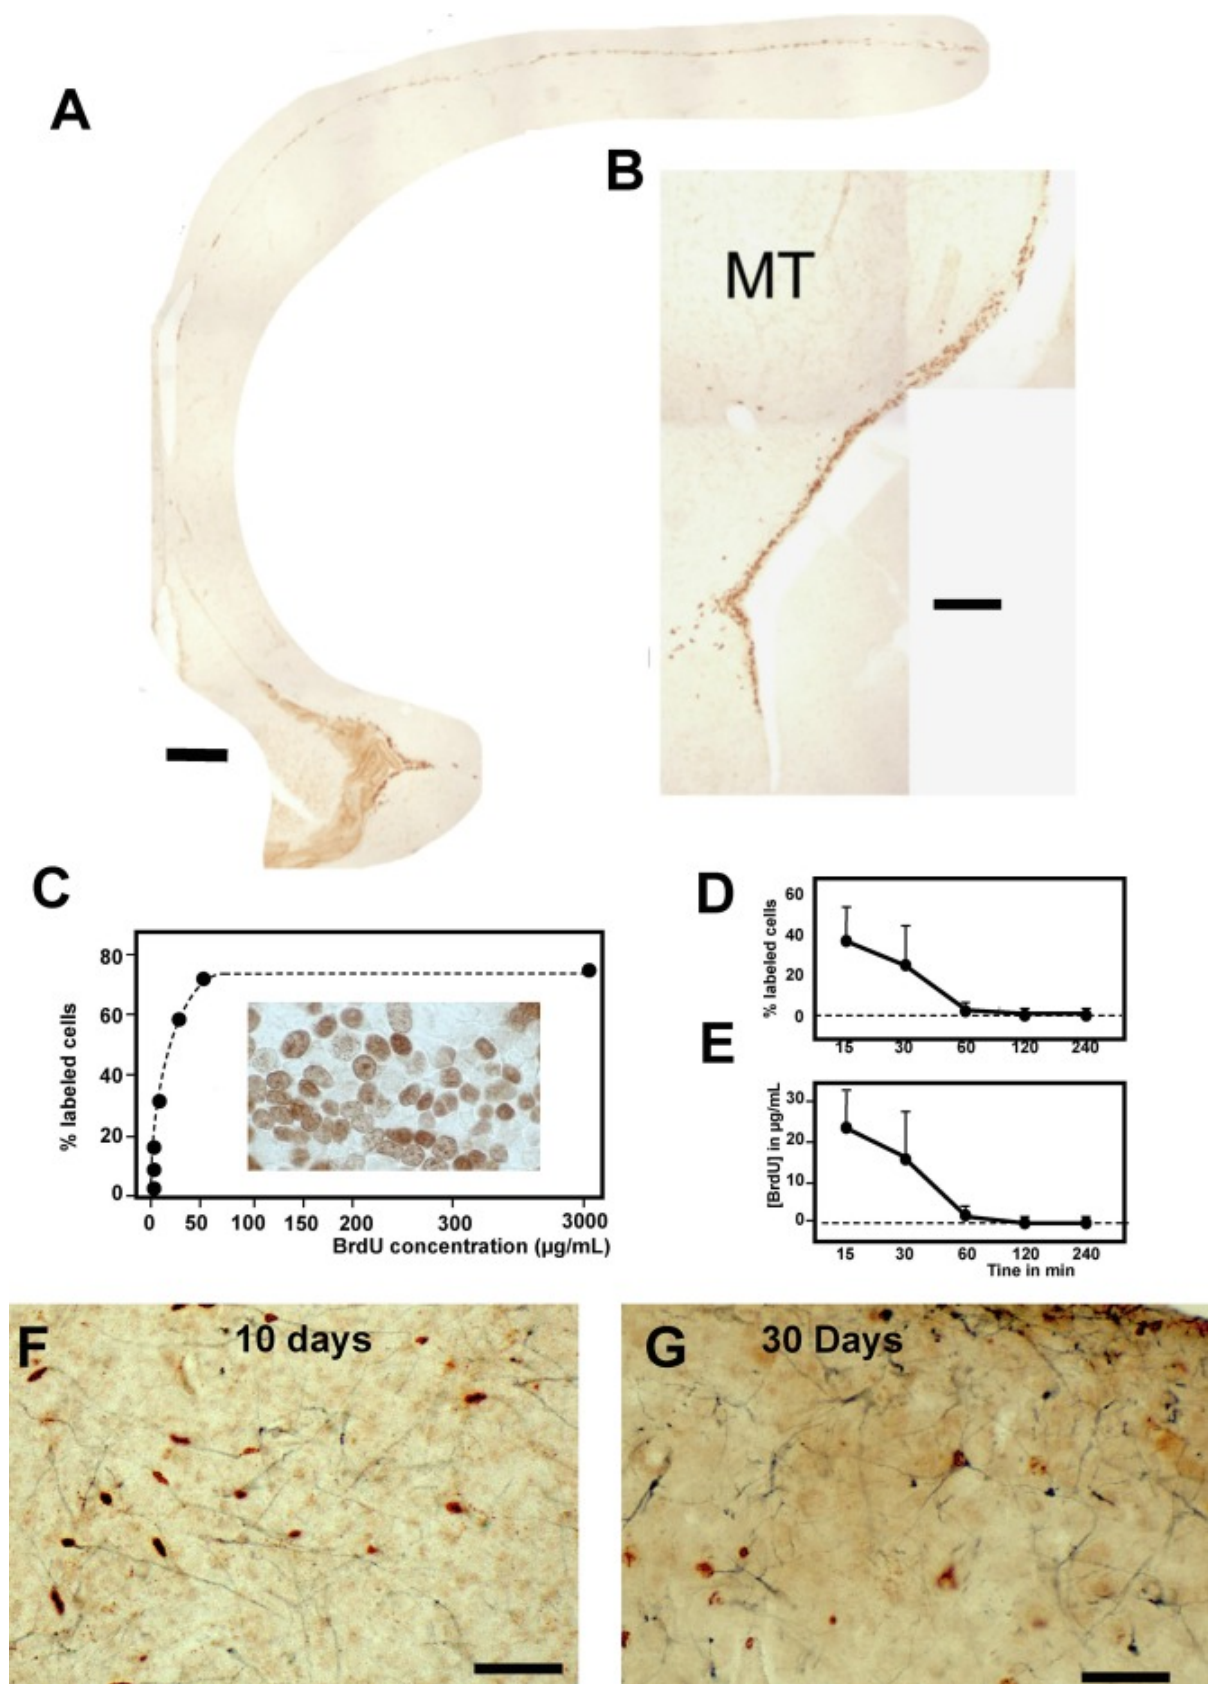 A
B
MT
C
% labeled cells
80
60
40
20
0
0 50 100 150 200 300 3000
BrdU concentration (µg/mL)
D
% labeled cells
60
40
20
0
15 30 60 120 240
E
[BrdU] in µg/mL
30
20
10
0
15 30 60 120 240
Tine in min
F 10 days
G 30 Days